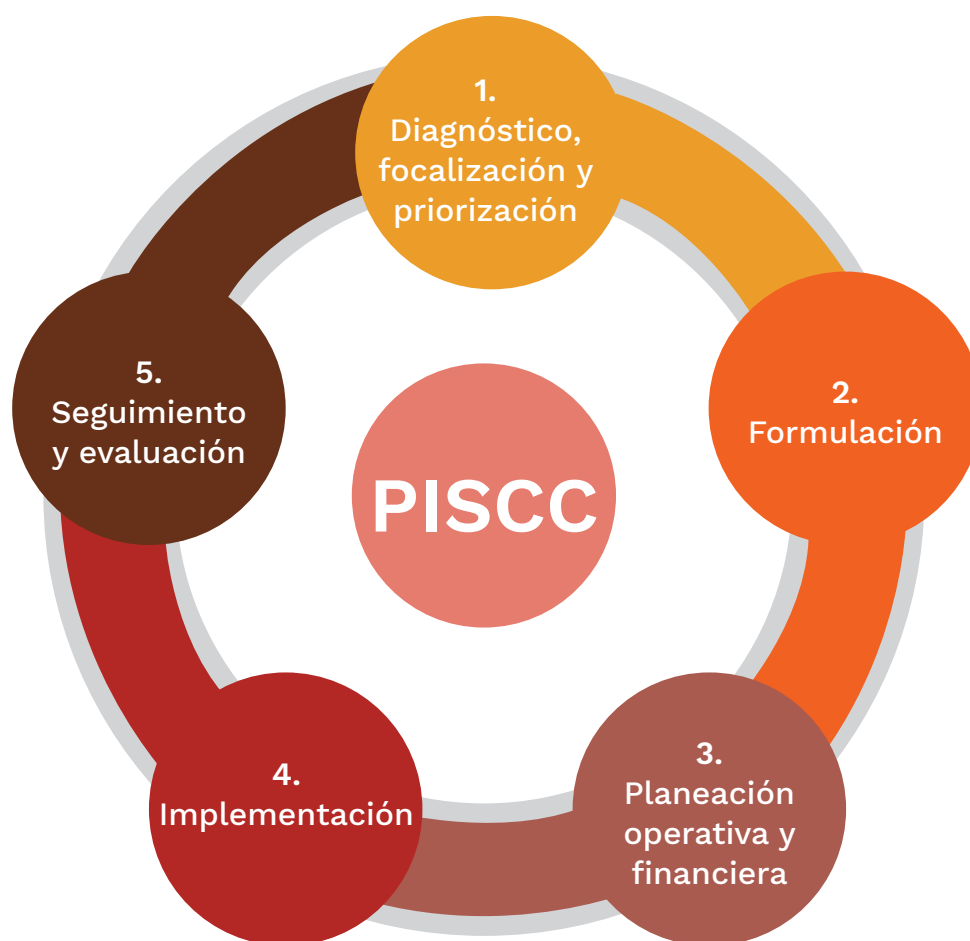 1.
Diagnóstico,
focalización y
priorización
2.
Formulación
3.
Planeación
operativa y
financiera
4.
Implementación
5.
Seguimiento
y evaluación
PISCC